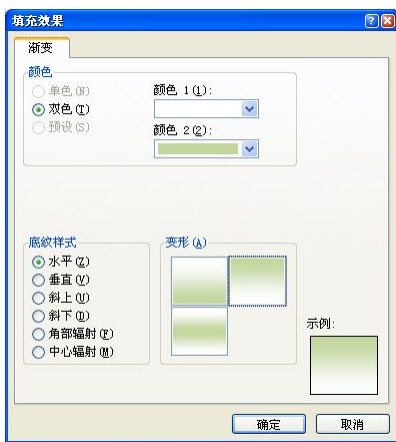 填充效果
渐变
颜色
单色(N)
双色(T)
预设(S)
颜色 1(1):
颜色 2(2):
底纹样式
水平(Z)
垂直(V)
斜上(U)
斜下(D)
角部辐射(F)
中心辐射(M)
变形(A)
示例:
确定
取消